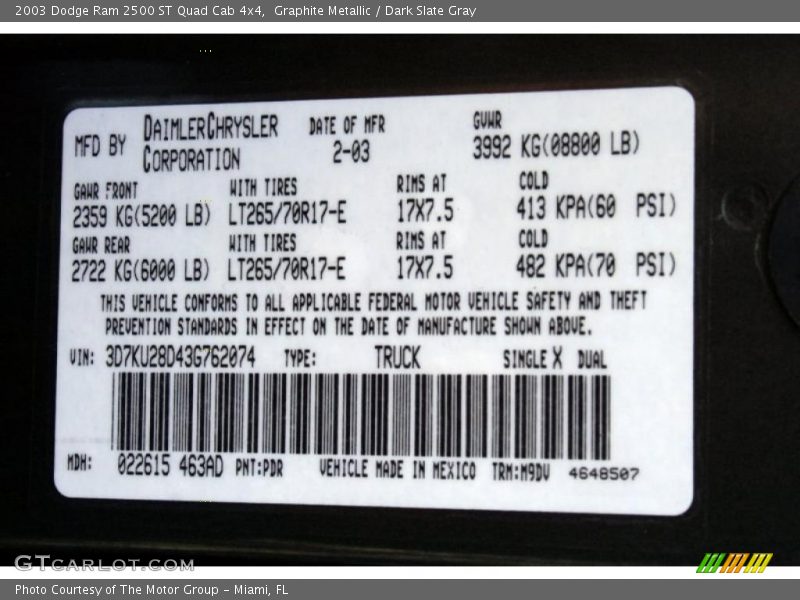 2003 Dodge Ram 2500 ST Quad Cab 4x4,  Graphite Metallic / Dark Slate Gray
MFD BY DAIMLERCHRYSLER CORPORATION DATE OF MFR 2-03 GVWR 3992 KG(08800 LB)
GAWR FRONT WITH TIRES RIMS AT COLD
2359 KG(5200 LB) LT265/70R17-E 17X7.5 413 KPA(60 PSI)
GAWR REAR WITH TIRES RIMS AT COLD
2722 KG(6000 LB) LT265/70R17-E 17X7.5 482 KPA(70 PSI)
THIS VEHICLE CONFORMS TO ALL APPLICABLE FEDERAL MOTOR VEHICLE SAFETY AND THEFT
PREVENTION STANDARDS IN EFFECT ON THE DATE OF MANUFACTURE SHOWN ABOVE.
VIN: 3D7KU28D43G762074 TYPE: TRUCK SINGLE X DUAL
MDH: 022615 463AD PNT:PDR VEHICLE MADE IN MEXICO TRM:M9DV 4648507
GTCARLOT.COM
Photo Courtesy of The Motor Group - Miami, FL